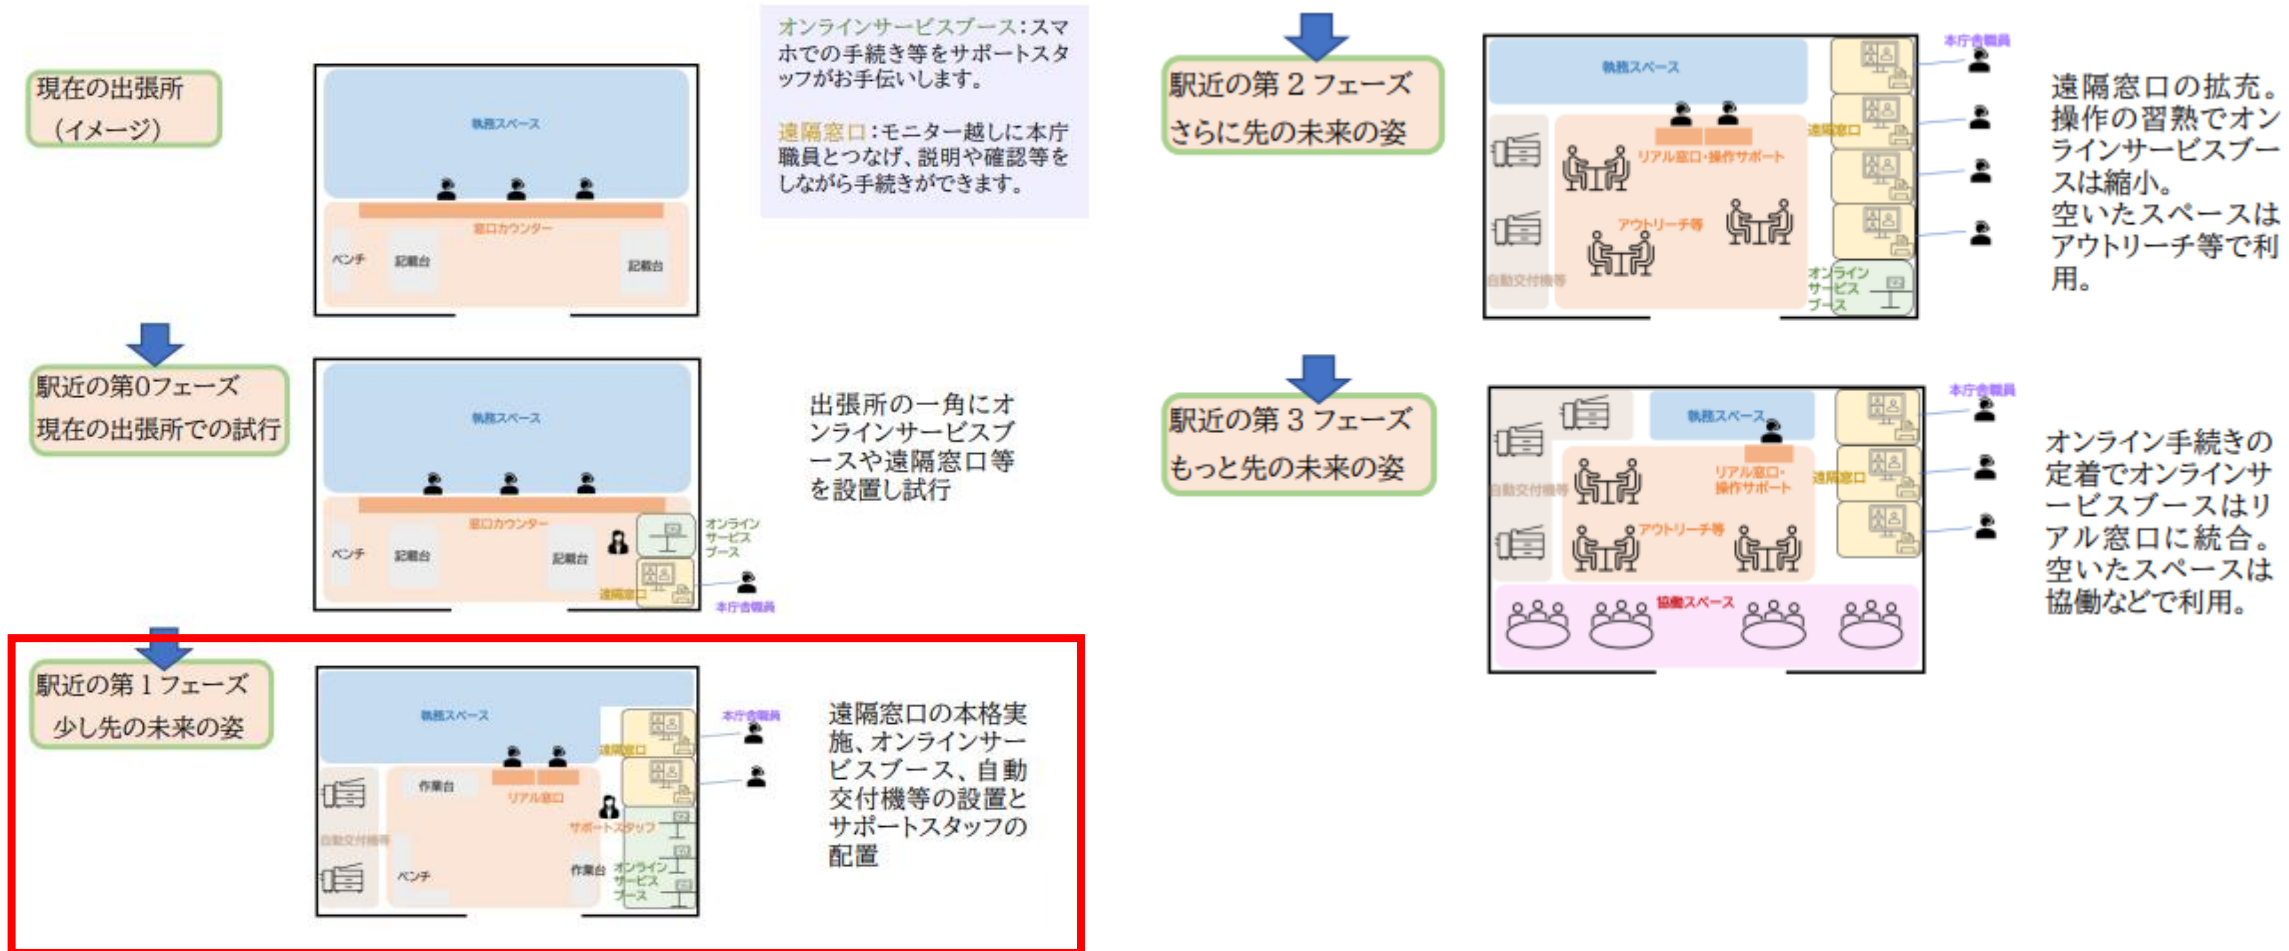 現在の出張所
（イメージ）
執務スペース
窓口カウンター
ベンチ
記載台
記載台
オンラインサービスブース：スマ
ホでの手続き等をサポートスタ
ッフがお手伝いします。
遠隔窓口：モニター越しに本庁
職員とつなげ、説明や確認等を
しながら手続きができます。
駅近の第0フェーズ
現在の出張所での試行
執務スペース
窓口カウンター
ベンチ
記載台
記載台
オンライン
サービス
ブース
遠隔窓口
本庁舎職員
出張所の一角にオ
ンラインサービスブ
ースや遠隔窓口等
を設置し試行
駅近の第１フェーズ
少し先の未来の姿
執務スペース
本庁舎職員
遠隔窓口
作業台
リアル窓口
サポートスタッフ
自動交付機等
ベンチ
作業台
オンライン
サービス
ブース
遠隔窓口の本格実
施、オンラインサー
ビスブース、自動
交付機等の設置と
サポートスタッフの
配置
駅近の第２フェーズ
さらに先の未来の姿
本庁舎職員
執務スペース
遠隔窓口
リアル窓口・操作サポート
アウトリーチ等
自動交付機等
オンライン
サービス
ブース
遠隔窓口の拡充。
操作の習熟でオン
ラインサービスブー
スは縮小。
空いたスペースは
アウトリーチ等で利
用。
駅近の第３フェーズ
もっと先の未来の姿
本庁舎職員
執務スペース
リアル窓口・
操作サポート
遠隔窓口
自動交付機等
アウトリーチ等
協働スペース
オンライン手続きの
定着でオンラインサ
ービスブースはリ
アル窓口に統合。
空いたスペースは
協働などで利用。